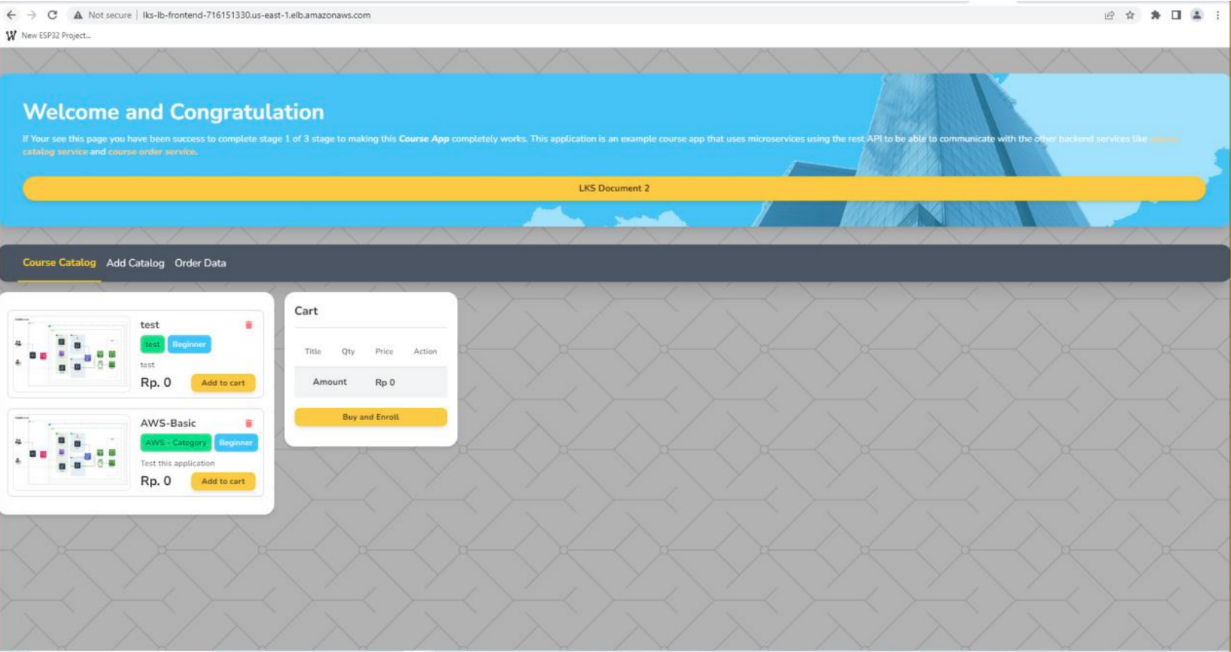 Not secure | lks-lb-frontend-716151330.us-east-1.elb.amazonaws.com
New ESP32 Project...
Welcome and Congratulation
If Your see this page you have been success to complete stage 1 of 3 stage to making this Course App completely works. This application is an example course app that uses microservices using the rest API to be able to communicate with the other backend services like
catalog service and course order service.
LKS Document 2
Course Catalog Add Catalog Order Data
test
test Beginner
test
Rp. 0 Add to cart
AWS-Basic
AWS - Category Beginner
Test this application
Rp. 0 Add to cart
Cart
Title Qty Price Action
Amount Rp 0
Buy and Enroll